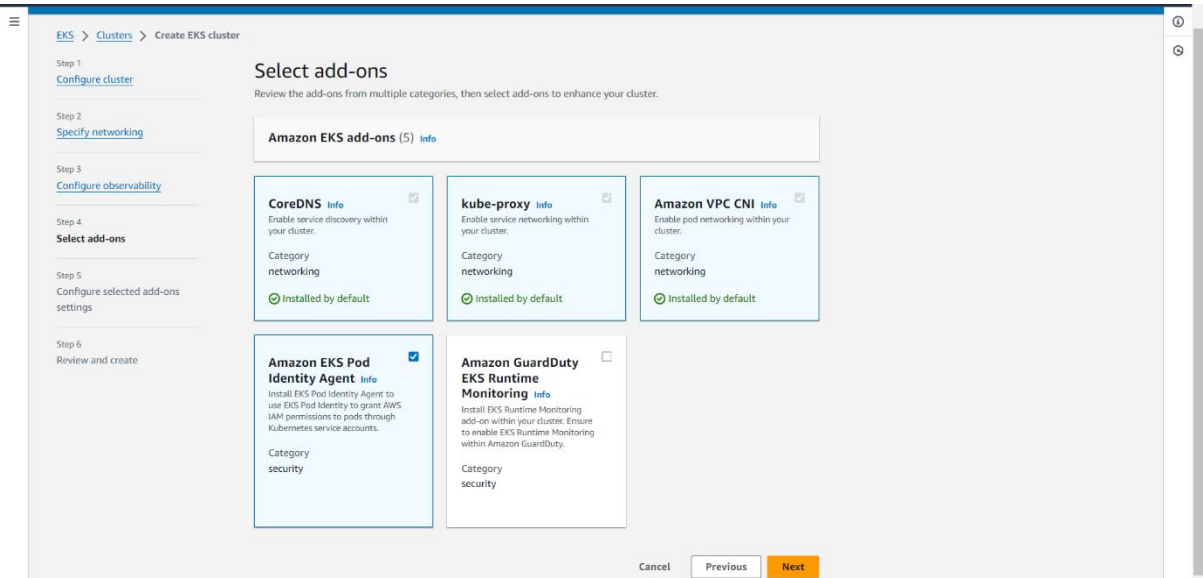 EKS > Clusters > Create EKS cluster
Step 1
Configure cluster
Step 2
Specify networking
Step 3
Configure observability
Step 4
Select add-ons
Step 5
Configure selected add-ons
settings
Step 6
Review and create
Select add-ons
Review the add-ons from multiple categories, then select add-ons to enhance your cluster.
Amazon EKS add-ons (5) Info
CoreDNS Info
Enable service discovery within
your cluster.
Category
networking
Installed by default
kube-proxy Info
Enable service networking within
your cluster.
Category
networking
Installed by default
Amazon VPC CNI Info
Enable pod networking within your
cluster.
Category
networking
Installed by default
Amazon EKS Pod
Identity Agent Info
Install EKS Pod Identity Agent to
use EKS Pod Identity to grant AWS
IAM permissions to pods through
Kubernetes service accounts.
Category
security
Amazon GuardDuty
EKS Runtime
Monitoring Info
Install EKS Runtime Monitoring
add-on within your cluster. Ensure
to enable EKS Runtime Monitoring
within Amazon GuardDuty.
Category
security
Cancel Previous Next